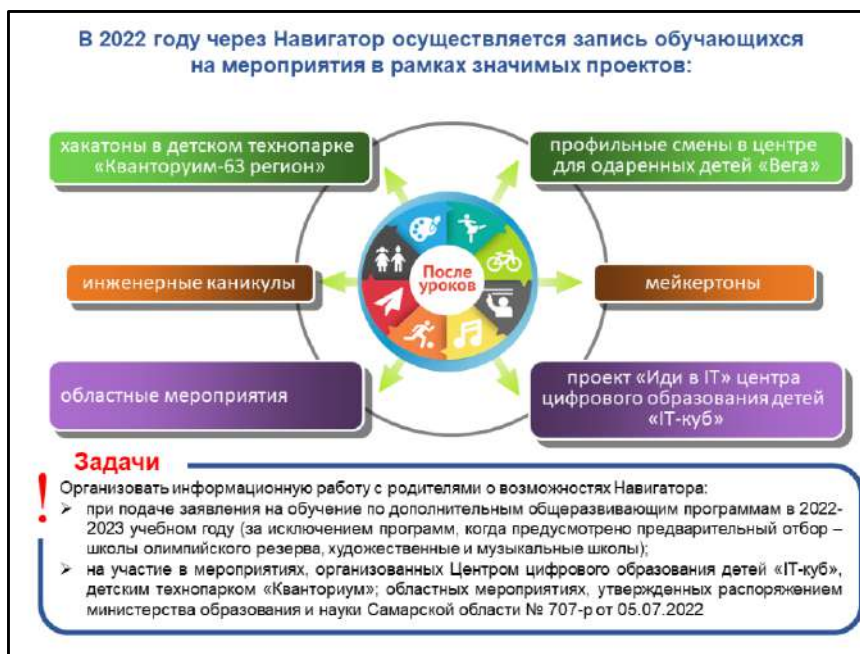 В 2022 году через Навигатор осуществляется запись обучающихся
на мероприятия в рамках значимых проектов:
хакатоны в детском технопарке
«Кванторуим-63 регион»
профильные смены в центре
для одаренных детей «Вега»
инженерные каникулы
После
уроков
мейкертоны
областные мероприятия
проект «Иди в IT» центра
цифрового образования детей
«IT-куб»
Задачи
!
Организовать информационную работу с родителями о возможностях Навигатора:
➢ при подаче заявления на обучение по дополнительным общеразвивающим программам в 2022-
2023 учебном году (за исключением программ, когда предусмотрено предварительный отбор –
школы олимпийского резерва, художественные и музыкальные школы);
➢ на участие в мероприятиях, организованных Центром цифрового образования детей «IT-куб»,
детским технопарком «Кванториум»; областных мероприятиях, утвержденных распоряжением
министерства образования и науки Самарской области № 707-р от 05.07.2022